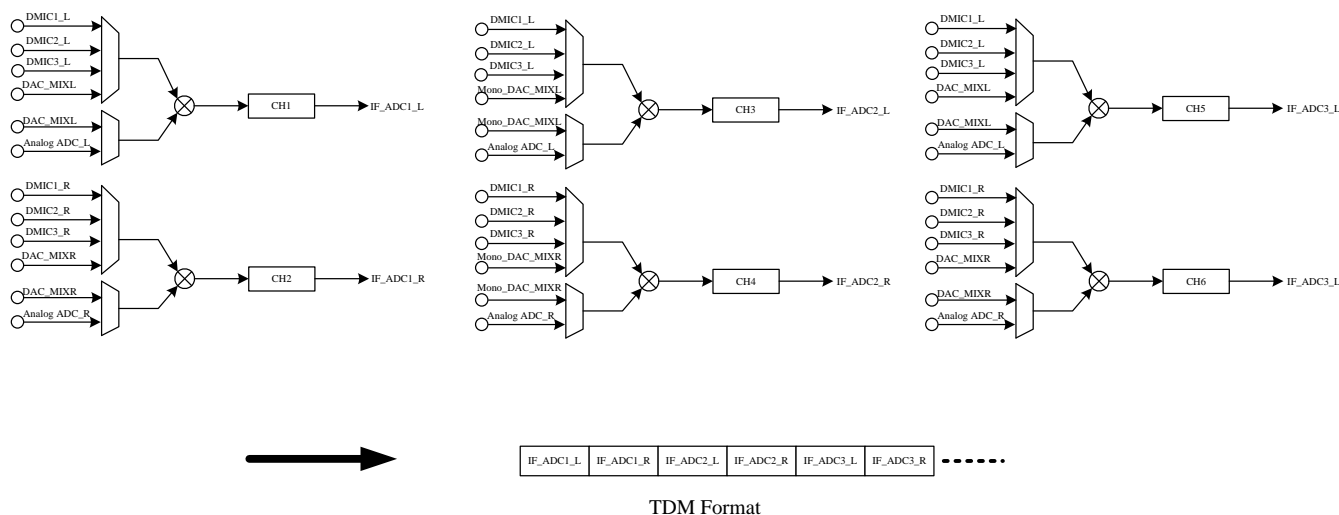 DMIC1_L
DMIC2_L
DMIC3_L
DAC_MIXL
DAC_MIXL
Analog ADC_L
CH1
IF_ADC1_L
DMIC1_R
DMIC2_R
DMIC3_R
DAC_MIXR
DAC_MIXR
Analog ADC_R
CH2
IF_ADC1_R
DMIC1_L
DMIC2_L
DMIC3_L
Mono_DAC_MIXL
Mono_DAC_MIXL
Analog ADC_L
CH3
IF_ADC2_L
DMIC1_R
DMIC2_R
DMIC3_R
Mono_DAC_MIXR
Mono_DAC_MIXR
Analog ADC_R
CH4
IF_ADC2_R
DMIC1_L
DMIC2_L
DMIC3_L
DAC_MIXL
DAC_MIXL
Analog ADC_L
CH5
IF_ADC3_L
DMIC1_R
DMIC2_R
DMIC3_R
DAC_MIXR
DAC_MIXR
Analog ADC_R
CH6
IF_ADC3_L
IF_ADC1_L IF_ADC1_R IF_ADC2_L IF_ADC2_R IF_ADC3_L IF_ADC3_R
TDM Format